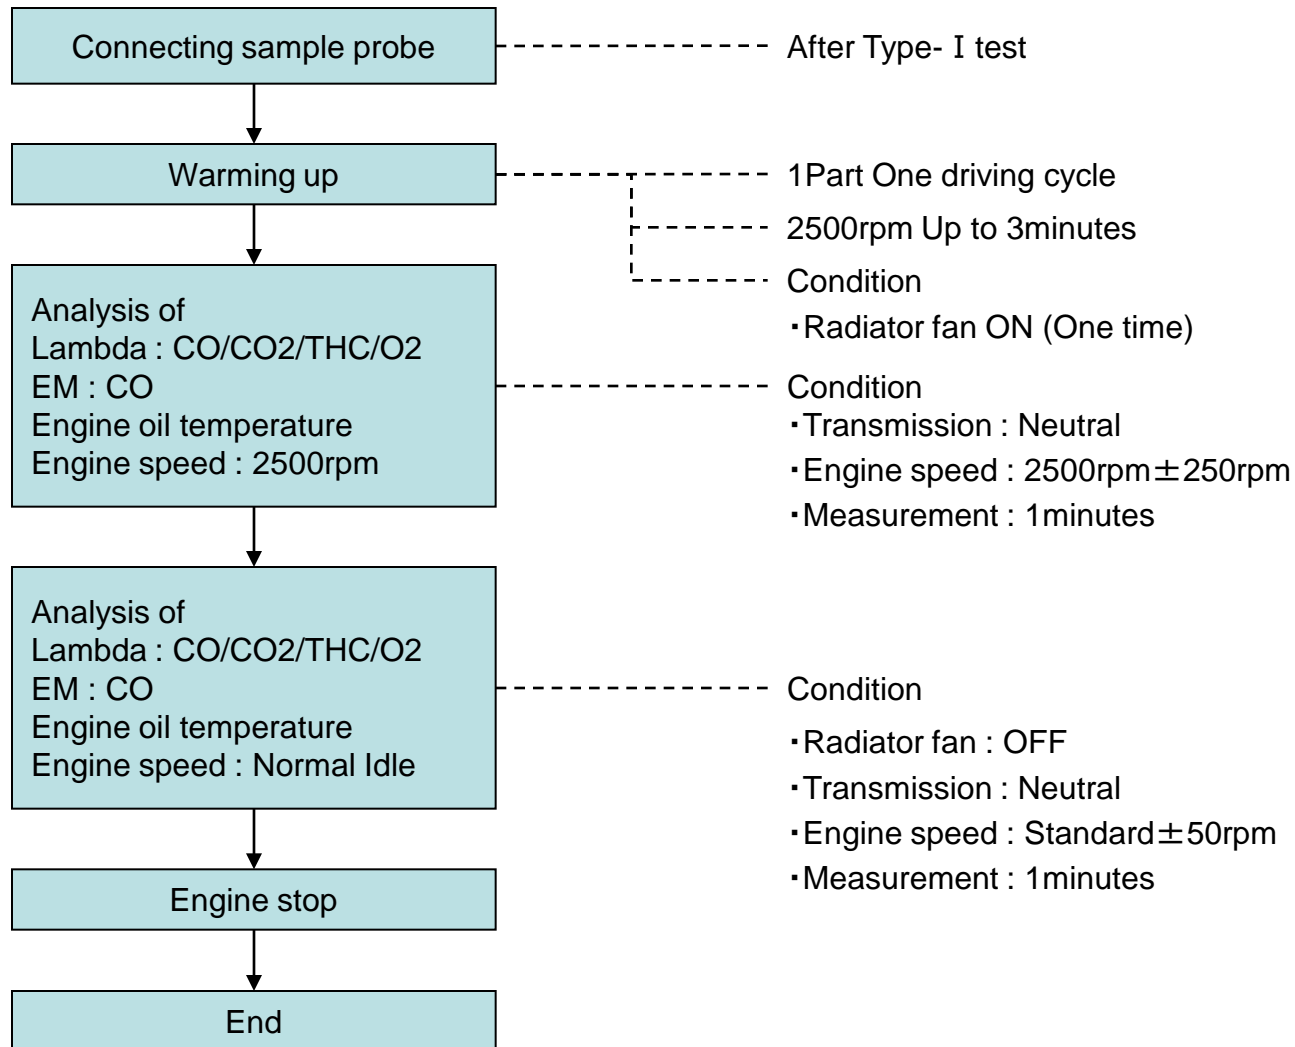 Connecting sample probe
After Type- I test
Warming up
1Part One driving cycle
2500rpm Up to 3minutes
Condition
・Radiator fan ON (One time)
Analysis of
Lambda : CO/CO2/THC/O2
EM : CO
Engine oil temperature
Engine speed : 2500rpm
Condition
・Transmission : Neutral
・Engine speed : 2500rpm±250rpm
・Measurement : 1minutes
Analysis of
Lambda : CO/CO2/THC/O2
EM : CO
Engine oil temperature
Engine speed : Normal Idle
Condition
・Radiator fan : OFF
・Transmission : Neutral
・Engine speed : Standard±50rpm
・Measurement : 1minutes
Engine stop
End